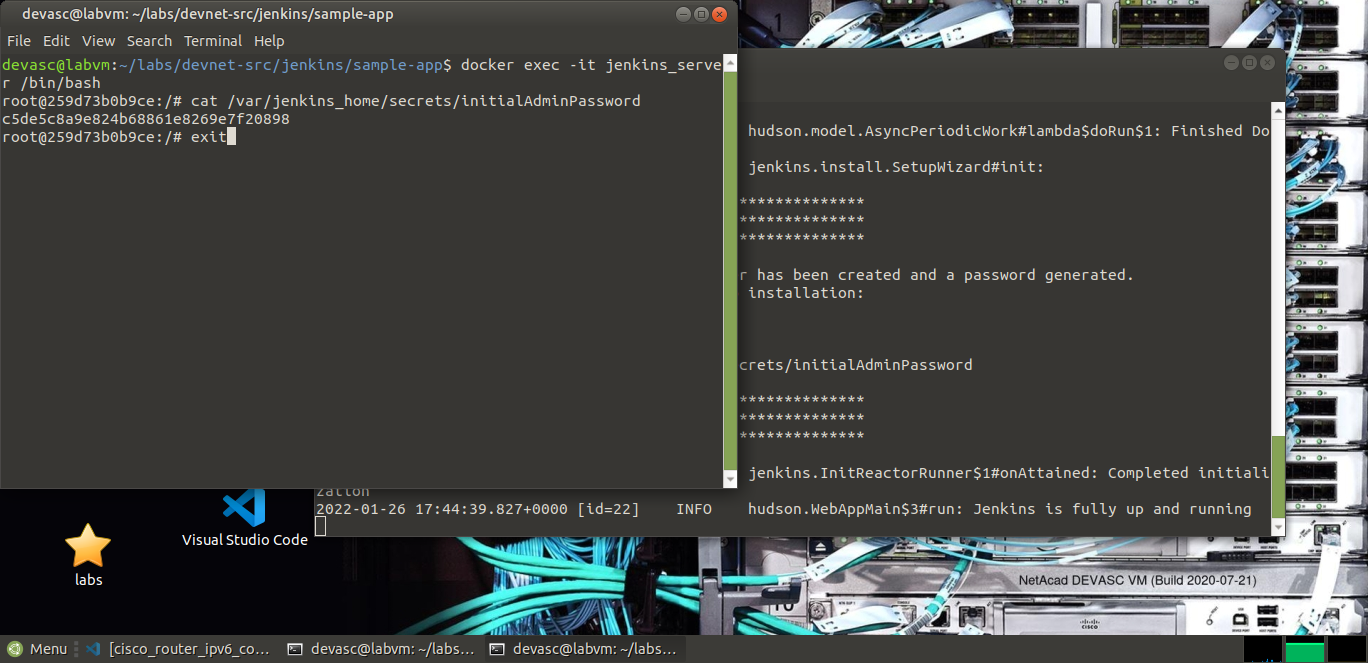 devasc@labvm: ~/labs/devnet-src/jenkins/sample-app
File Edit View Search Terminal Help
devasc@labvm:~/labs/devnet-src/jenkins/sample-app$ docker exec -it jenkins_serve
r /bin/bash
root@259d73b0b9ce:/# cat /var/jenkins_home/secrets/initialAdminPassword
c5de5c8a9e824b68861e8269e7f20898
root@259d73b0b9ce:/# exit
hudson.model.AsyncPeriodicWork#lambda$doRun$1: Finished Do
jenkins.install.SetupWizard#init:
**************
**************
**************
r has been created and a password generated.
installation:
crets/initialAdminPassword
**************
**************
**************
jenkins.InitReactorRunner$1#onAttained: Completed initiali
zation
2022-01-26 17:44:39.827+0000 [id=22] INFO hudson.WebAppMain$3#run: Jenkins is fully up and running
Visual Studio Code
labs
NetAcad DEVASC VM (Build 2020-07-21)
CISCO
Menu
[cisco_router_ipv6_co...
devasc@labvm: ~/labs...
devasc@labvm: ~/labs...